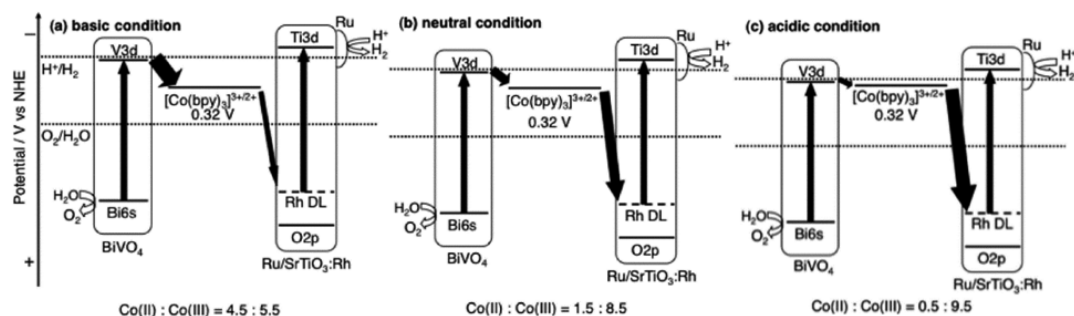 Potential / V vs NHE
−
+
(a) basic condition
V3d
H⁺/H₂
[Co(bpy)₃]³⁺/²⁺
0.32 V
O₂/H₂O
H₂O
O₂
Bi6s
BiVO₄
Ti3d
Ru
H⁺
H₂
Rh DL
O2p
Ru/SrTiO₃:Rh
Co(II) : Co(III) = 4.5 : 5.5
(b) neutral condition
V3d
[Co(bpy)₃]³⁺/²⁺
0.32 V
H₂O
O₂
Bi6s
BiVO₄
Ti3d
Ru
H⁺
H₂
Rh DL
O2p
Ru/SrTiO₃:Rh
Co(II) : Co(III) = 1.5 : 8.5
(c) acidic condition
V3d
[Co(bpy)₃]³⁺/²⁺
0.32 V
H₂O
O₂
Bi6s
BiVO₄
Ti3d
Ru
H⁺
H₂
Rh DL
O2p
Ru/SrTiO₃:Rh
Co(II) : Co(III) = 0.5 : 9.5